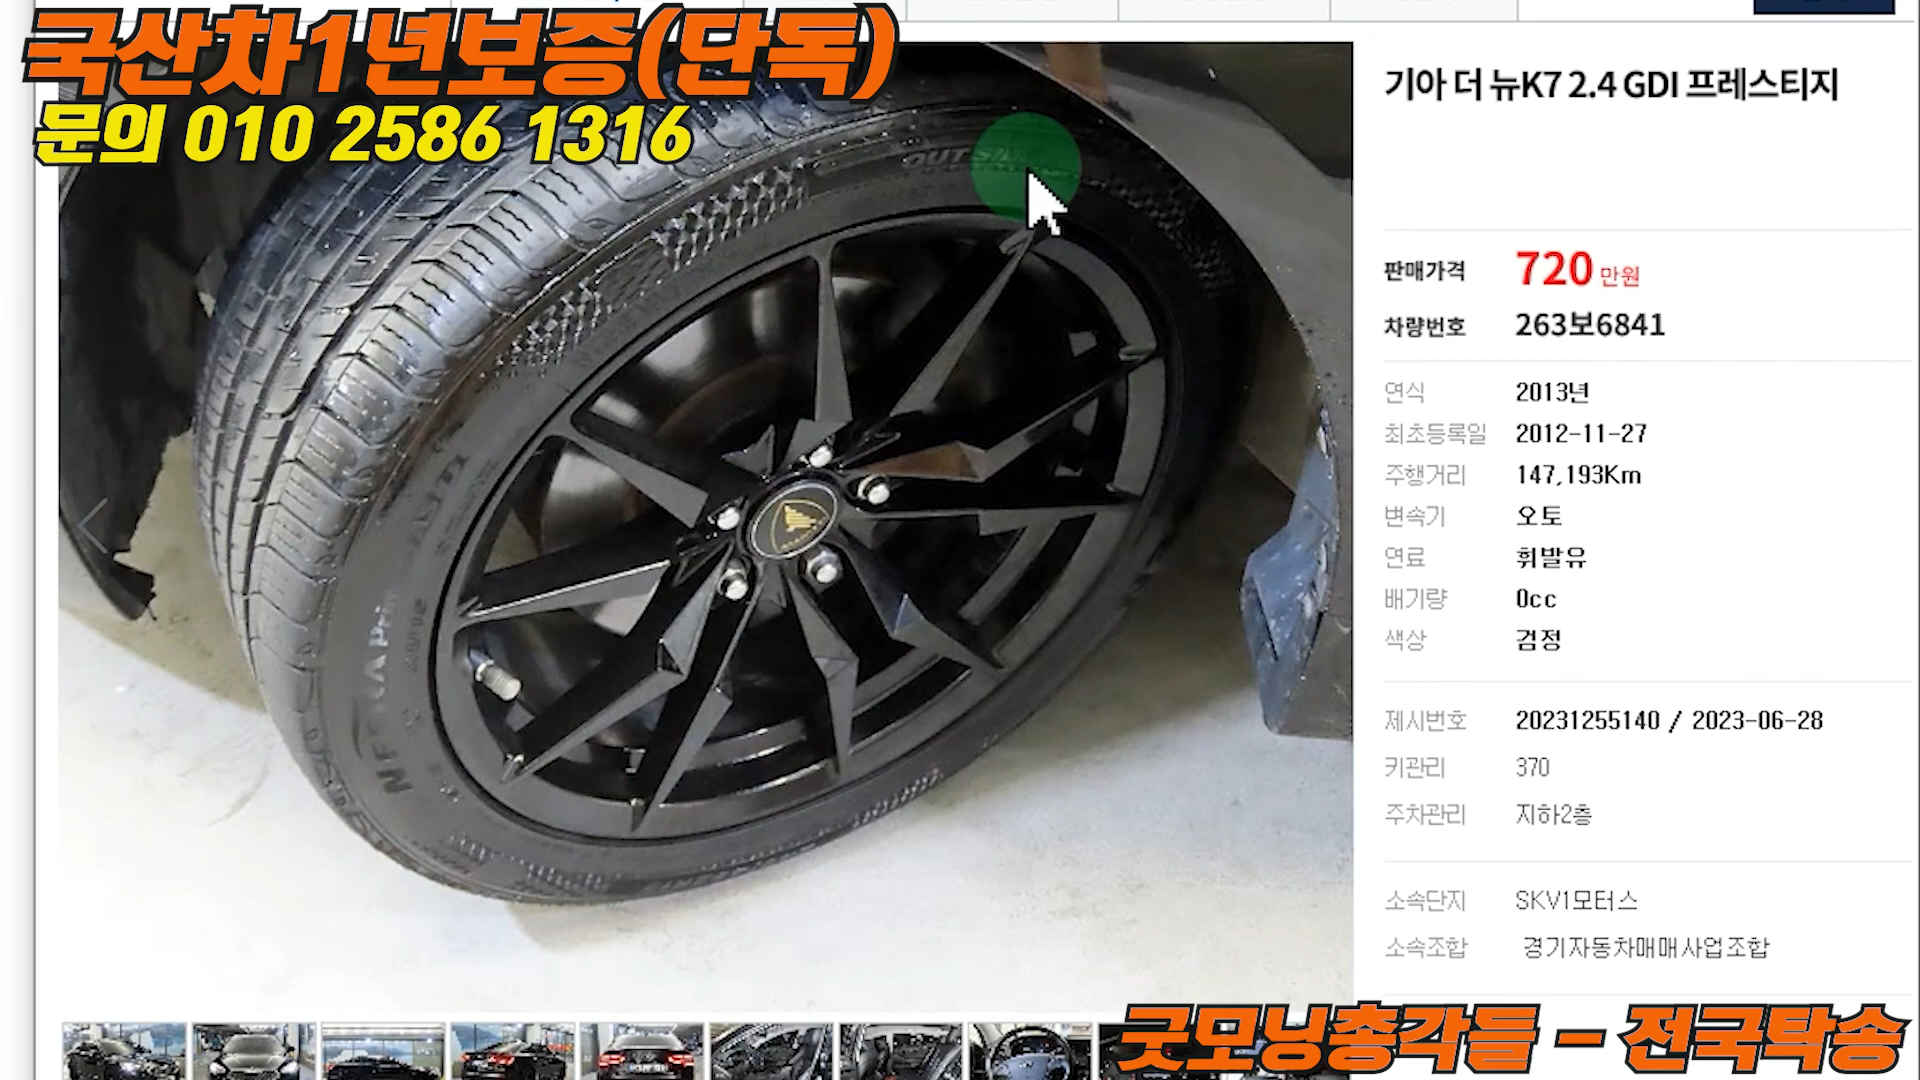 국산차1년보증(단독)
문의 010 2586 1316
기아 더 뉴K7 2.4 GDI 프레스티지
판매가격 720 만원
차량번호 263보6841
연식 2013년
최초등록일 2012-11-27
주행거리 147,193Km
변속기 오토
연료 휘발유
배기량 0cc
색상 검정
제시번호 20231255140 / 2023-06-28
키관리 370
주차관리 지하2층
소속단지 SKV1모터스
소속조합 경기자동차매매사업조합
굿모닝총각들 - 전국탁송